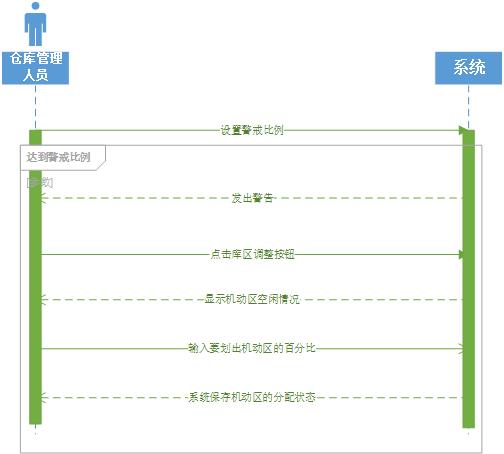 仓库管理
人员
系统
设置警戒比例
达到警戒比例
[参数]
发出警告
点击库区调整按钮
显示机动区空闲情况
输入要划出机动区的百分比
系统保存机动区的分配状态